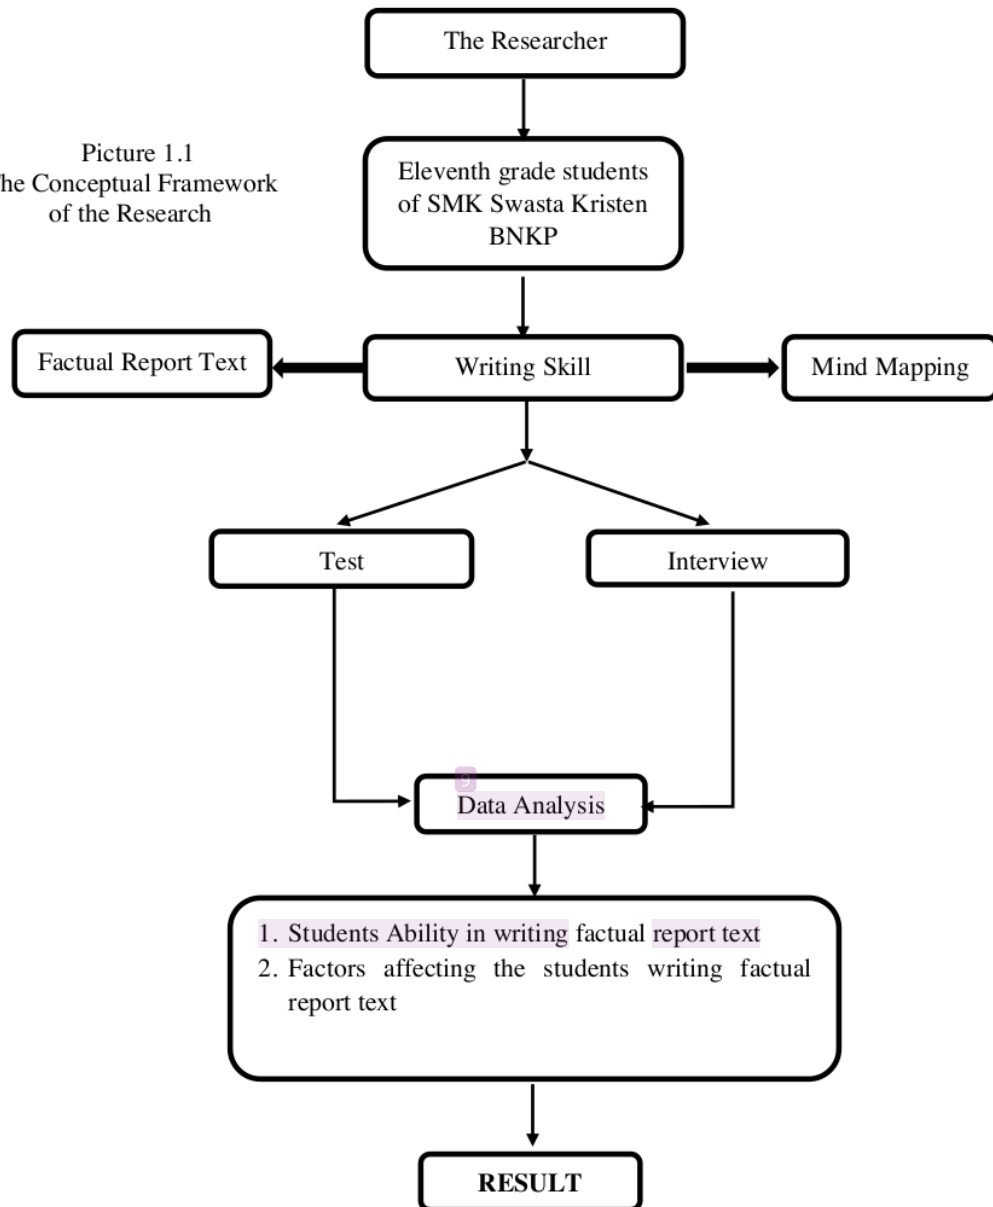 The Researcher
Picture 1.1
he Conceptual Framework
of the Research
Eleventh grade students
of SMK Swasta Kristen
BNKP
Factual Report Text
Writing Skill
Mind Mapping
Test
Interview
9
Data Analysis
1. Students Ability in writing factual report text
2. Factors affecting the students writing factual
report text
RESULT